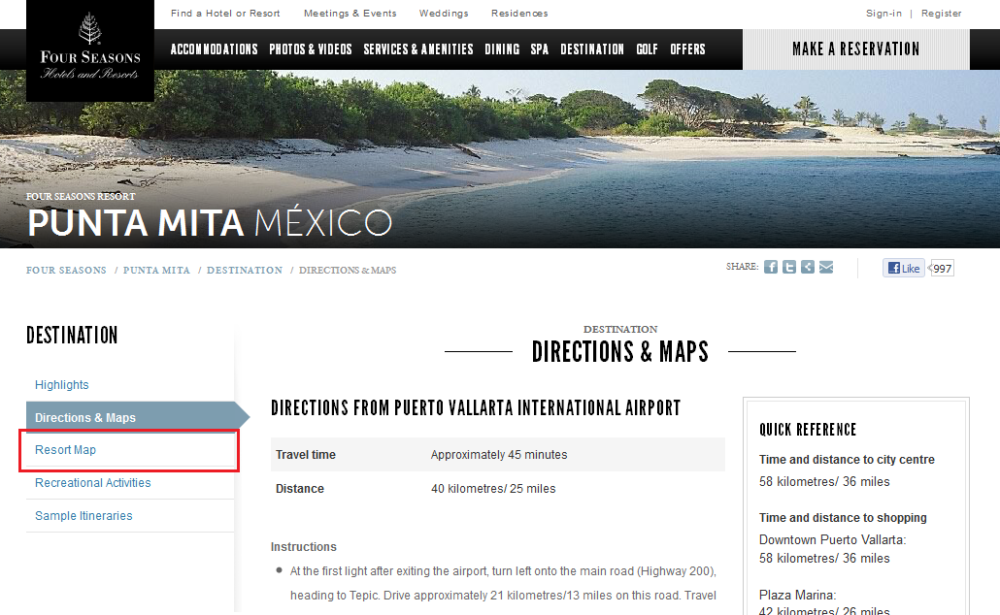 Find a Hotel or Resort Meetings & Events Weddings Residences Sign-in | Register
FOUR SEASONS
Hotels and Resorts
ACCOMMODATIONS PHOTOS & VIDEOS SERVICES & AMENITIES DINING SPA DESTINATION GOLF OFFERS MAKE A RESERVATION
FOUR SEASONS RESORT
PUNTA MITA MÉXICO
FOUR SEASONS / PUNTA MITA / DESTINATION / DIRECTIONS & MAPS
SHARE: Like 997
DESTINATION
Highlights
Directions & Maps
Resort Map
Recreational Activities
Sample Itineraries
DESTINATION
DIRECTIONS & MAPS
DIRECTIONS FROM PUERTO VALLARTA INTERNATIONAL AIRPORT
Travel time Approximately 45 minutes
Distance 40 kilometres/ 25 miles
Instructions
At the first light after exiting the airport, turn left onto the main road (Highway 200),
heading to Tepic. Drive approximately 21 kilometres/13 miles on this road. Travel
QUICK REFERENCE
Time and distance to city centre
58 kilometres/ 36 miles
Time and distance to shopping
Downtown Puerto Vallarta:
58 kilometres/ 36 miles
Plaza Marina:
42 kilometres/ 26 miles